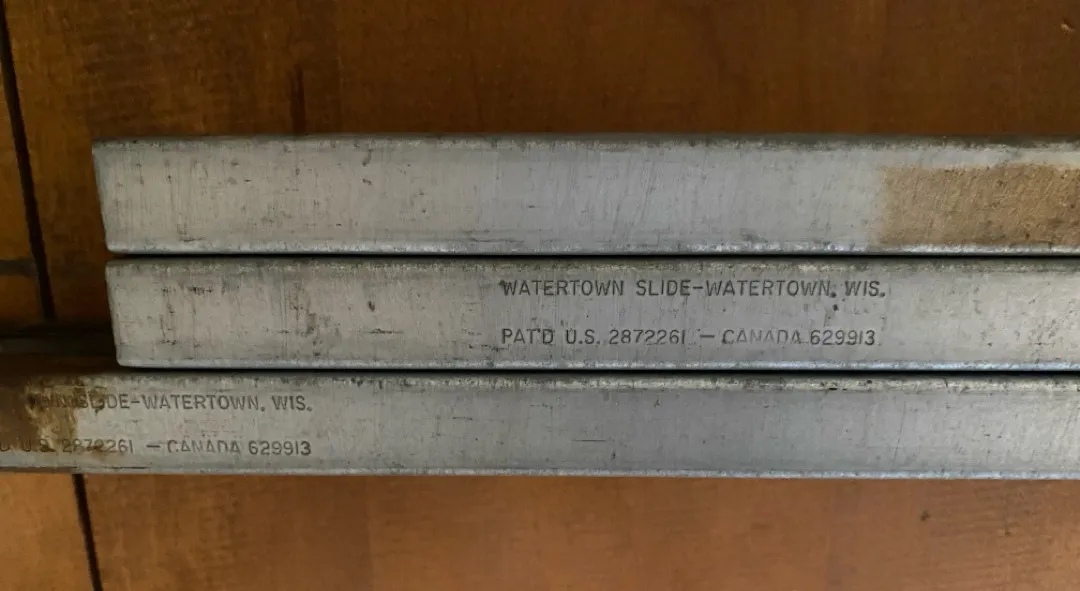 WATERTOWN SLIDE-WATERTOWN, WIS.
PAT'D U.S. 2872261 - CANADA 629913
SLIDE-WATERTOWN, WIS.
U.S. 2872261 - CANADA 629913